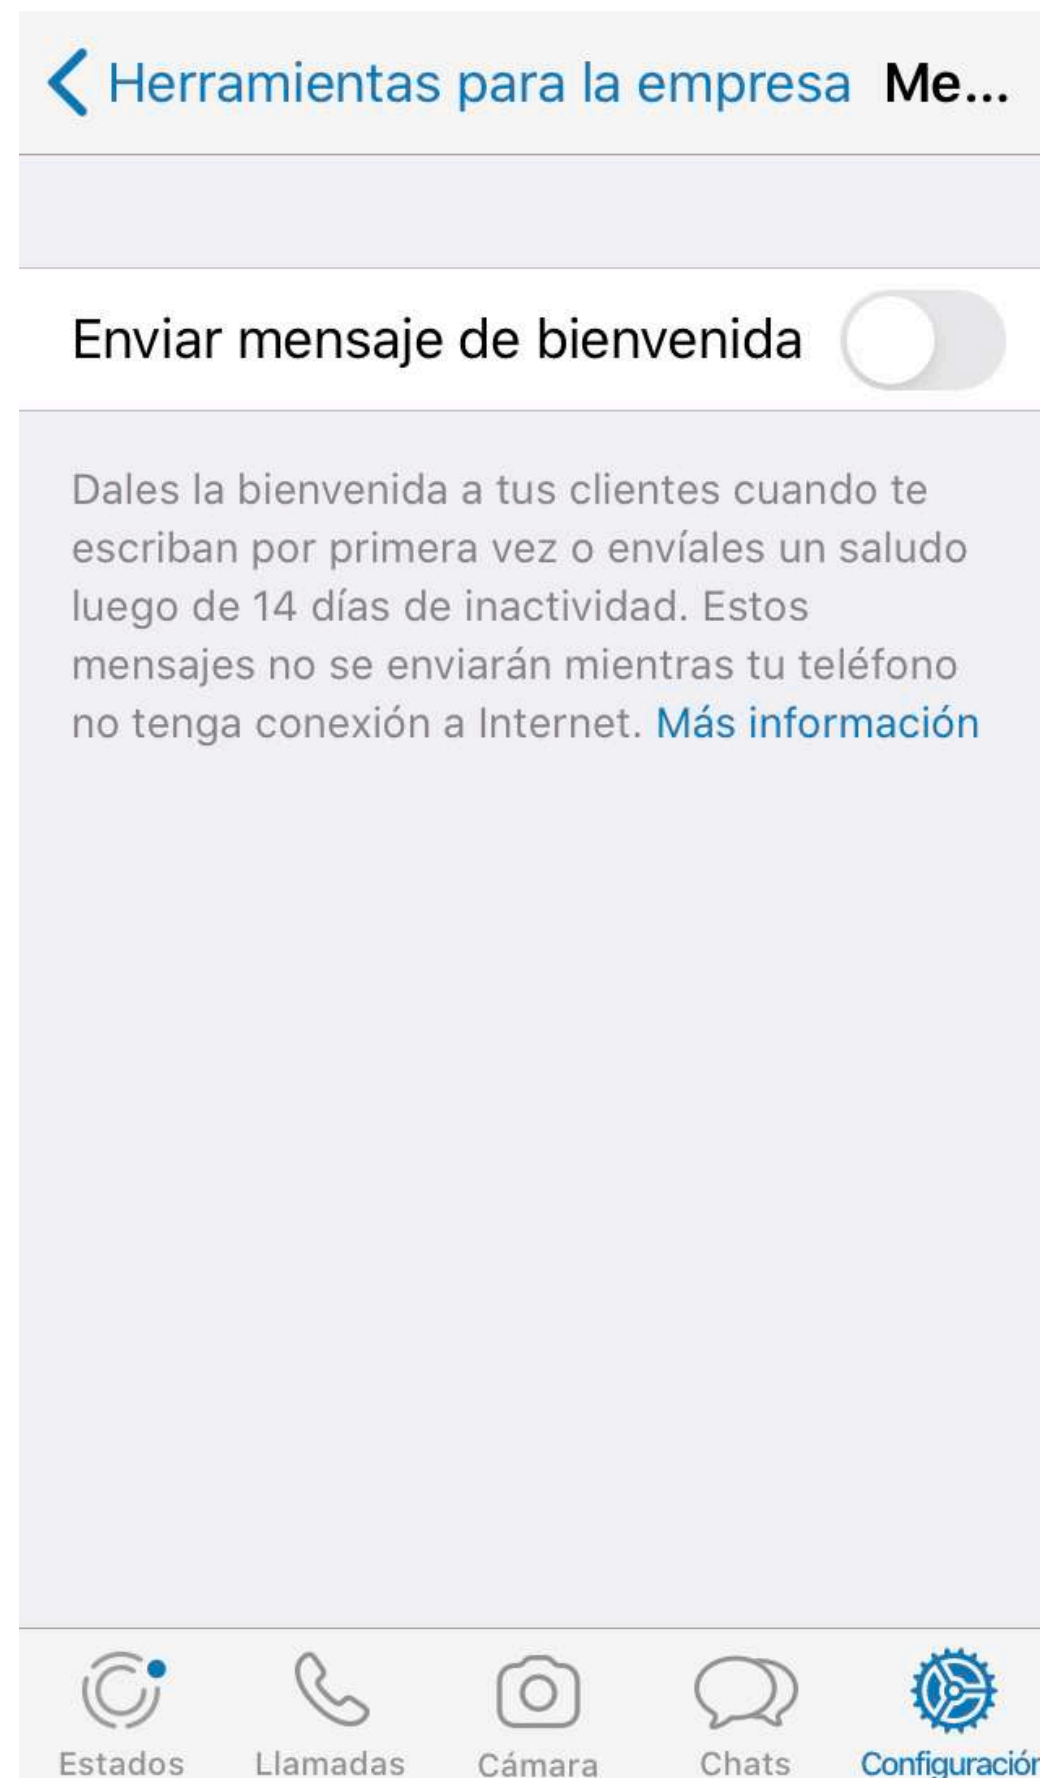 Herramientas para la empresa Me...
Enviar mensaje de bienvenida
Dales la bienvenida a tus clientes cuando te
escriban por primera vez o envíales un saludo
luego de 14 días de inactividad. Estos
mensajes no se enviarán mientras tu teléfono
no tenga conexión a Internet. Más información
Estados Llamadas Cámara Chats Configuración